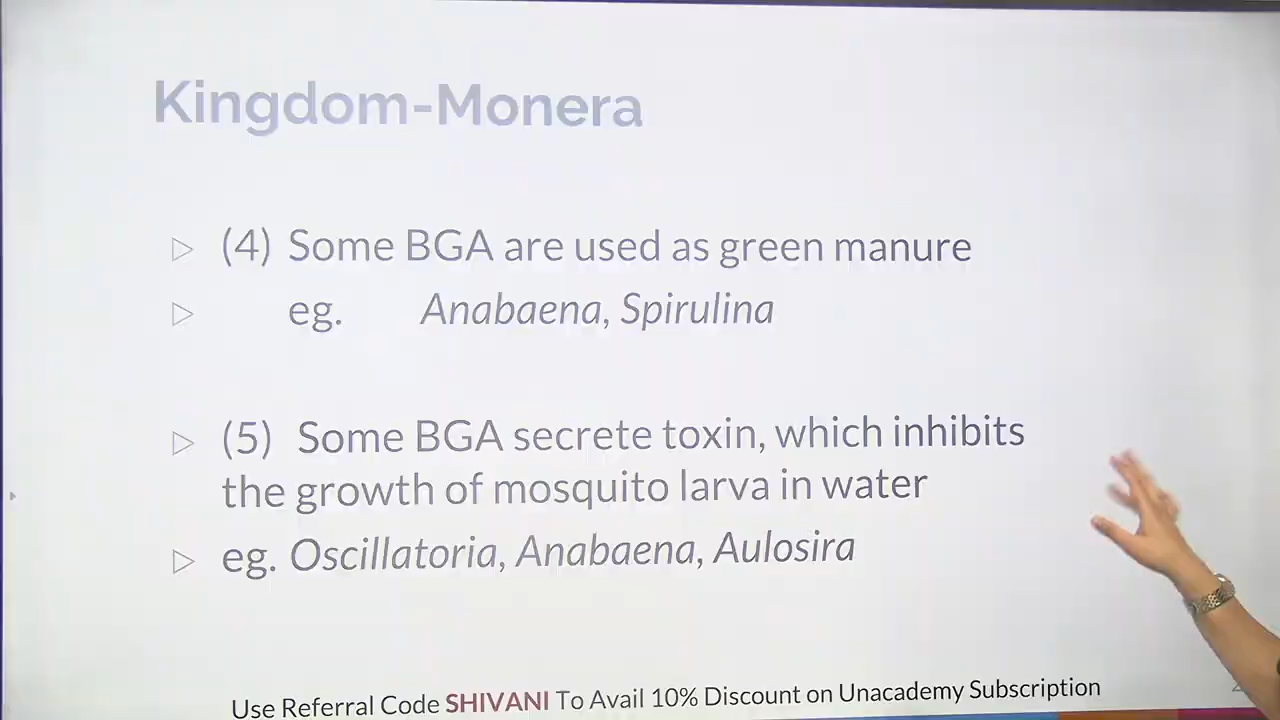 Kingdom-Monera
(4) Some BGA are used as green manure
eg. Anabaena, Spirulina
(5) Some BGA secrete toxin, which inhibits
the growth of mosquito larva in water
eg. Oscillatoria, Anabaena, Aulosira
Use Referral Code SHIVANI To Avail 10% Discount on Unacademy Subscription